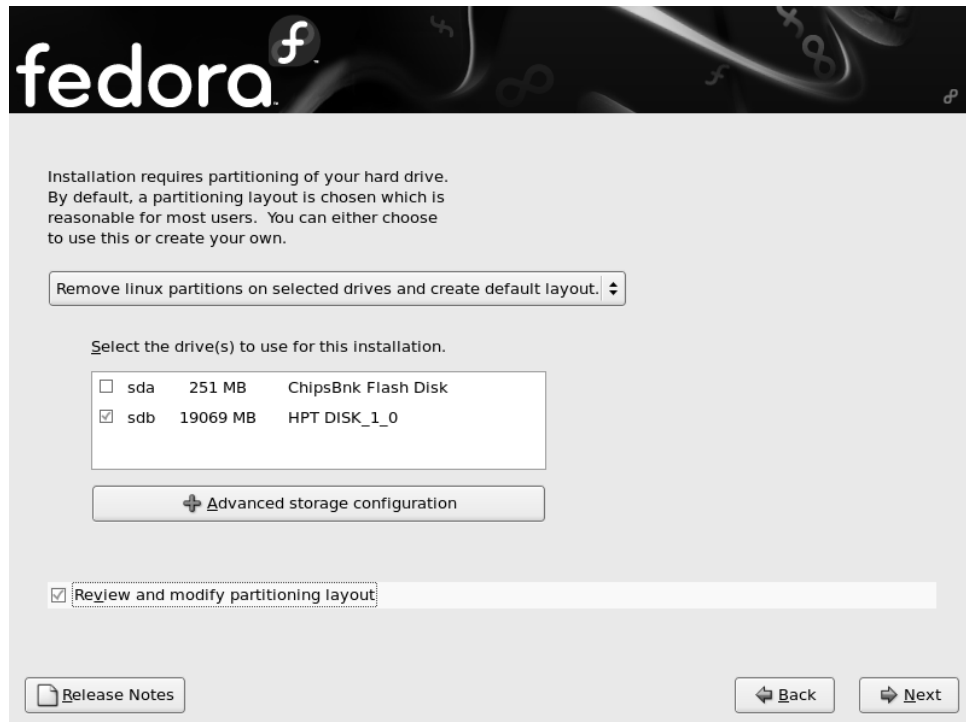 fedora
Installation requires partitioning of your hard drive.
By default, a partitioning layout is chosen which is
reasonable for most users.  You can either choose
to use this or create your own.
Remove linux partitions on selected drives and create default layout.
Select the drive(s) to use for this installation.
sda 251 MB ChipsBnk Flash Disk
sdb 19069 MB HPT DISK_1_0
Advanced storage configuration
Review and modify partitioning layout
Release Notes
Back
Next